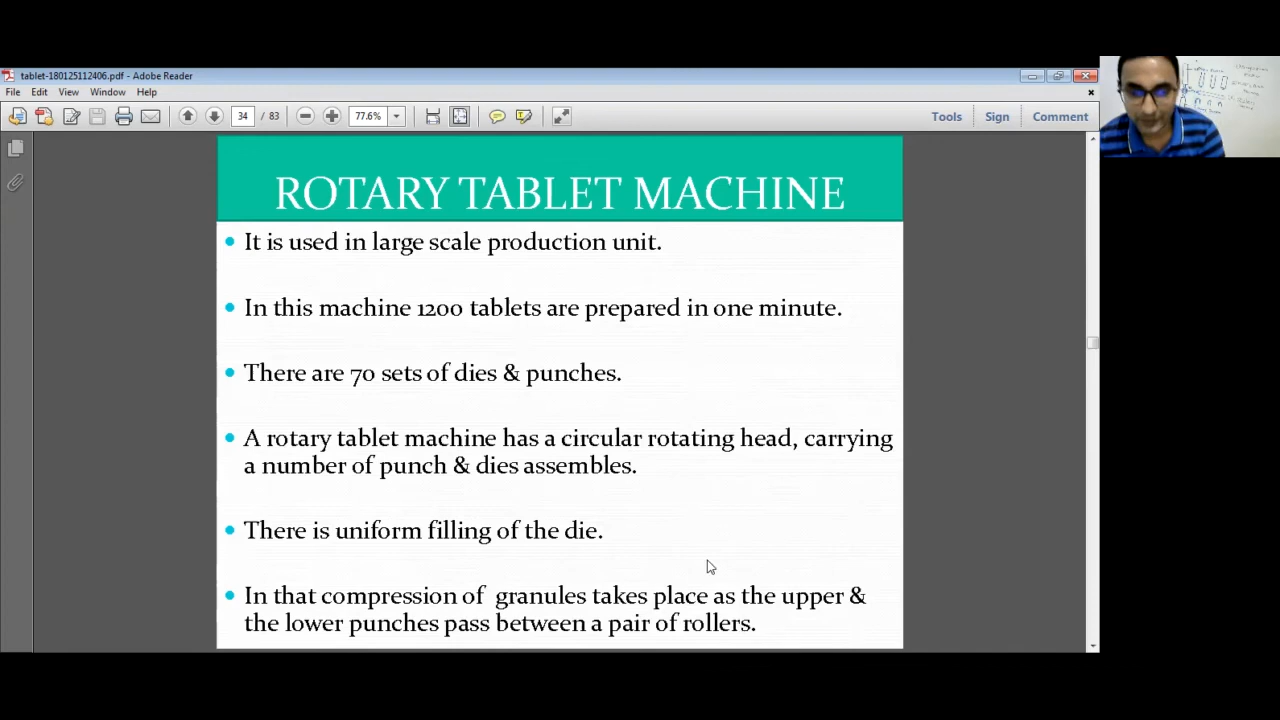 tablet-180125112406.pdf - Adobe Reader
File Edit View Window Help
34 / 83 77.6% Tools Sign Comment
ROTARY TABLET MACHINE
• It is used in large scale production unit.
• In this machine 1200 tablets are prepared in one minute.
• There are 70 sets of dies & punches.
• A rotary tablet machine has a circular rotating head, carrying
a number of punch & dies assembles.
• There is uniform filling of the die.
• In that compression of granules takes place as the upper &
the lower punches pass between a pair of rollers.